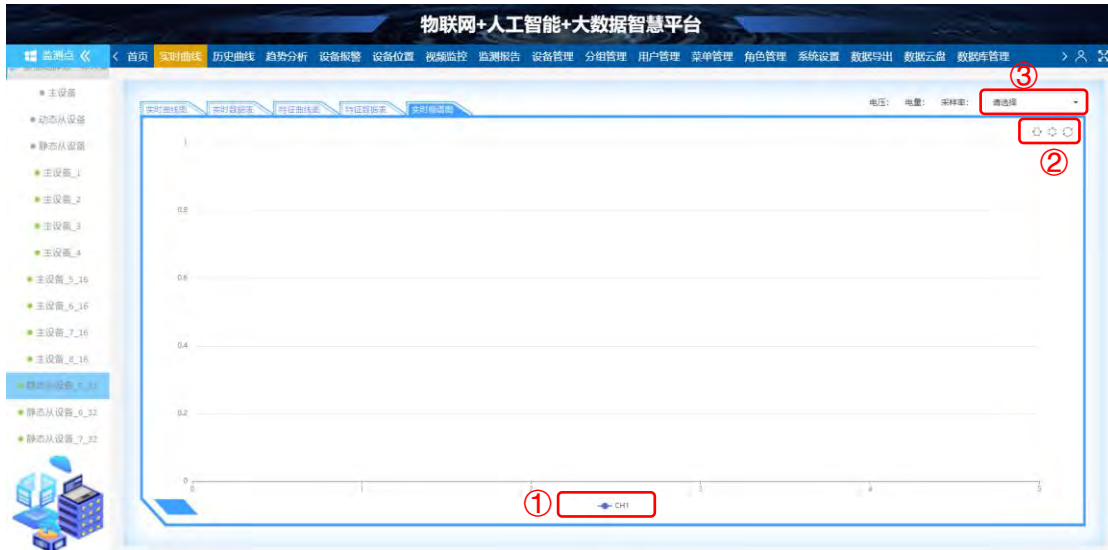 物联网+人工智能+大数据智慧平台
监测点 《 < 首页 实时曲线 历史曲线 趋势分析 设备报警 设备位置 视频监控 监测报告 设备管理 分组管理 用户管理 菜单管理 角色管理 系统设置 数据导出 数据云盘 数据库管理 >
③
主设备
动态从设备
静态从设备
主设备_1
主设备_2
主设备_3
主设备_4
主设备_5_16
主设备_6_16
主设备_7_16
主设备_8_16
静态从设备_6_32
静态从设备_7_32
实时曲线图 实时数据表 特征曲线图 特征数据表 实时频谱图
电压: 电量: 采样率: 请选择
②
1
0.8
0.6
0.4
0.2
0
0 1 2 3 4 5
① CH1